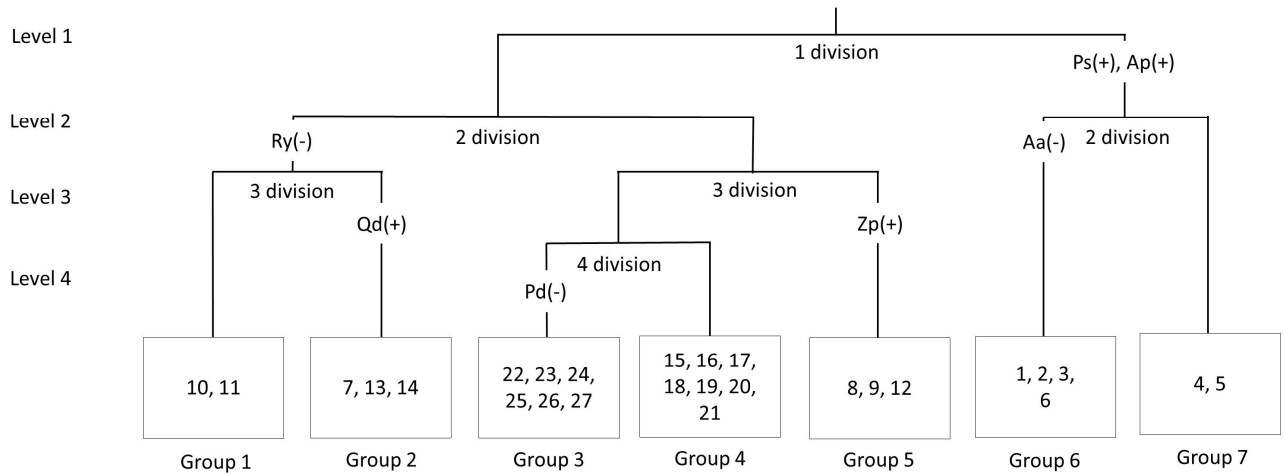 Level 1
1 division
Ps(+), Ap(+)
Level 2
Ry(-)
2 division
Aa(-)
2 division
3 division
3 division
Level 3
Qd(+)
Zp(+)
4 division
Level 4
Pd(-)
10, 11
7, 13, 14
22, 23, 24,
25, 26, 27
15, 16, 17,
18, 19, 20,
21
8, 9, 12
1, 2, 3,
6
4, 5
Group 1
Group 2
Group 3
Group 4
Group 5
Group 6
Group 7